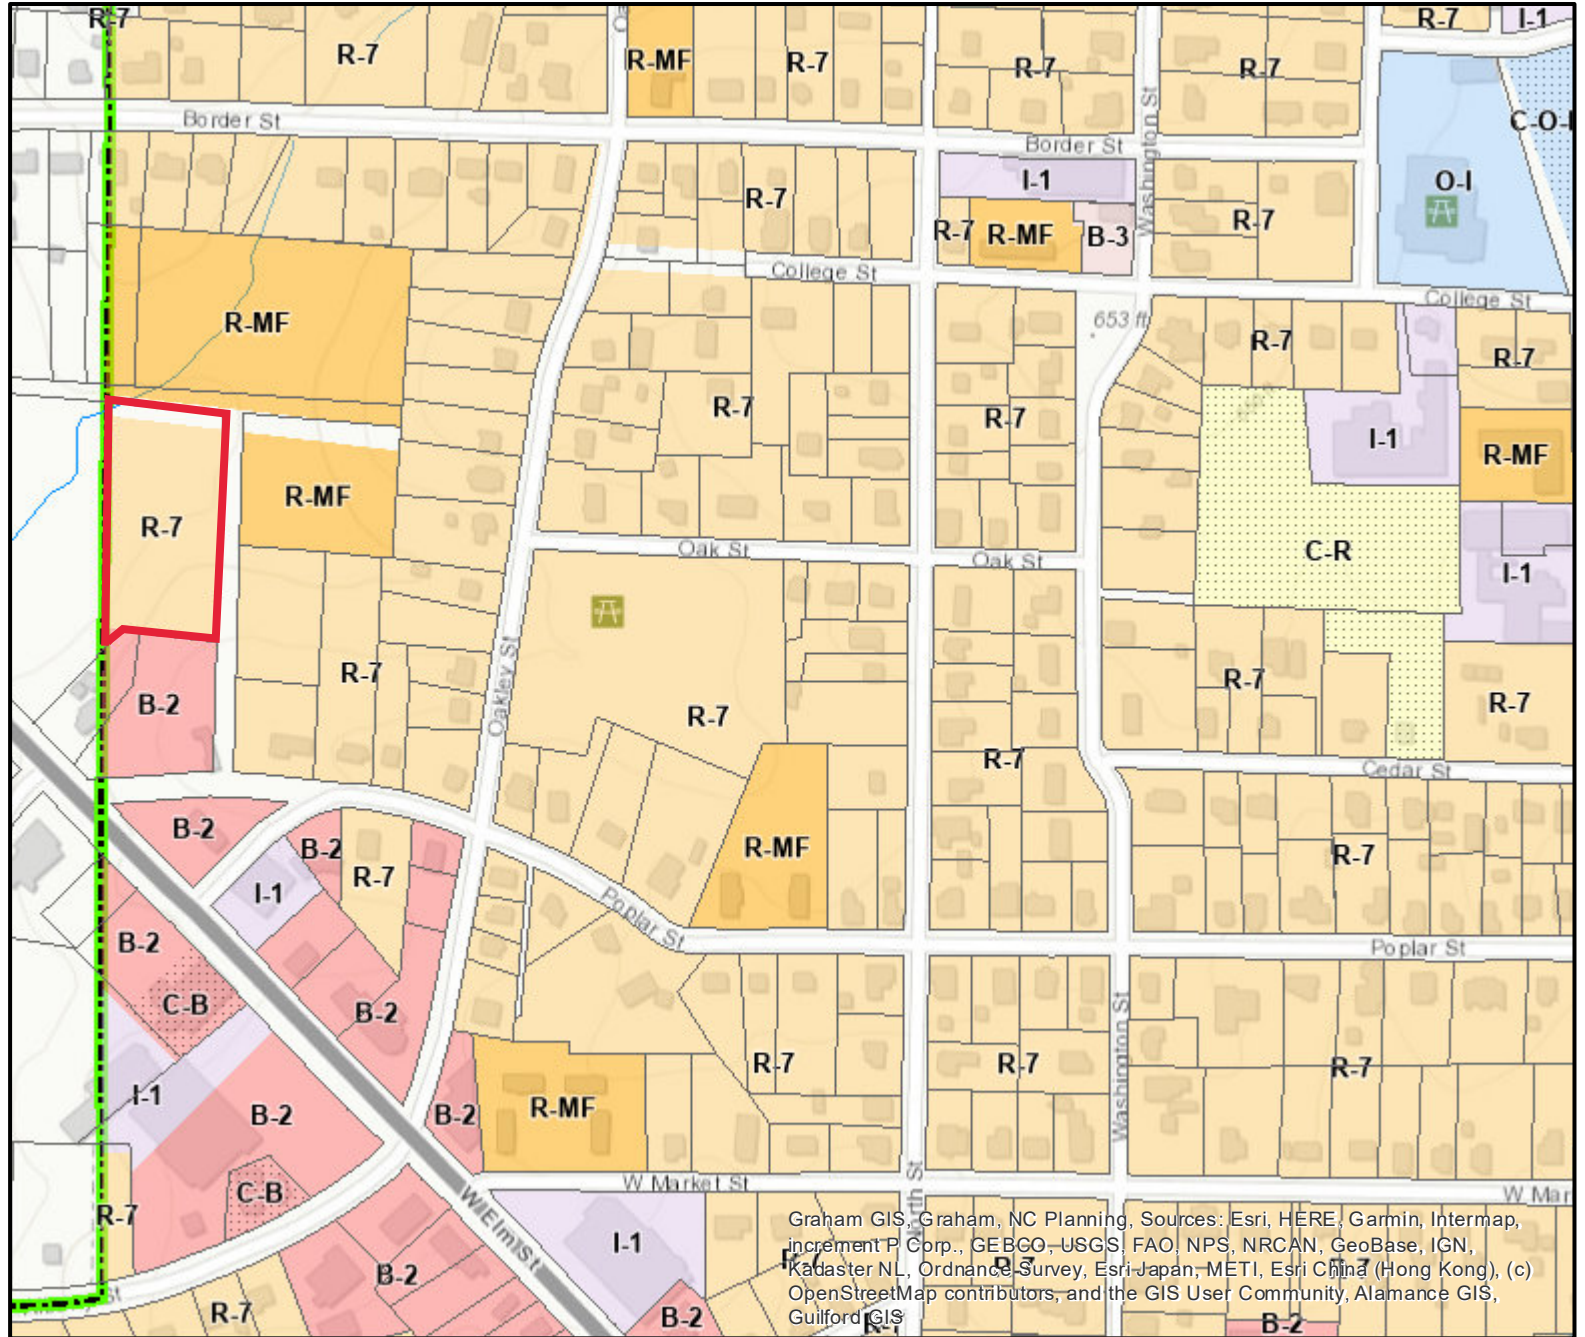 R-7
R-7
R-MF
R-7
R-7
R-7
R-7
I-1
Border St
Washington St
Border St
O-I
I-1
R-7
R-7
R-MF
B-3
R-7
College St
College St
R-MF
653 ft
R-7
R-7
R-7
R-7
I-1
R-MF
R-MF
R-7
Oak St
Oak St
C-R
I-1
Oakley St
R-7
R-7
R-7
R-7
B-2
R-7
Cedar St
B-2
B-2
R-7
I-1
R-MF
R-7
Poplar St
Poplar St
B-2
C-B
B-2
Washington St
R-7
R-7
R-7
I-1
B-2
B-2
R-MF
W Market St
North St
C-B
R-7
W Elm St
W Mar
I-1
B-2
R-7
R-7
R-7
B-2
B-2
Graham GIS, Graham, NC Planning, Sources: Esri, HERE, Garmin, Intermap,
increment P Corp., GEBCO, USGS, FAO, NPS, NRCAN, GeoBase, IGN,
Kadaster NL, Ordnance Survey, Esri Japan, METI, Esri China (Hong Kong), (c)
OpenStreetMap contributors, and the GIS User Community, Alamance GIS,
Guilford GIS